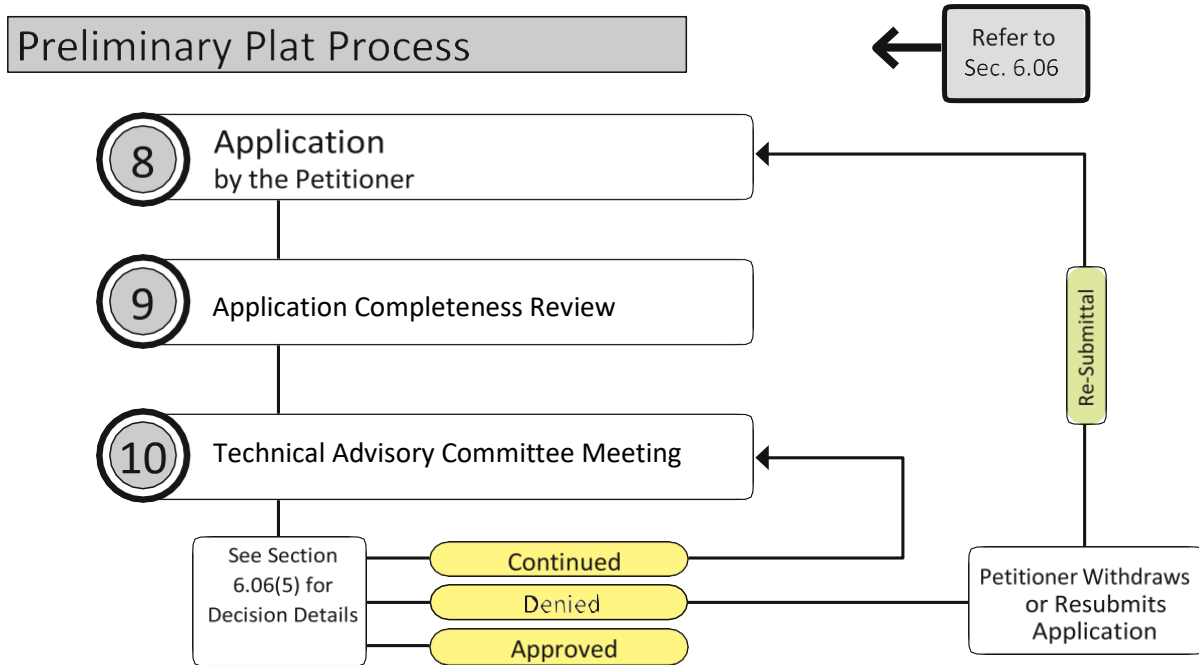 Preliminary Plat Process
Refer to
Sec. 6.06
8
Application
by the Petitioner
9
Application Completeness Review
Re-Submittal
10
Technical Advisory Committee Meeting
See Section
6.06(5) for
Decision Details
Continued
Denied
Approved
Petitioner Withdraws
or Resubmits
Application